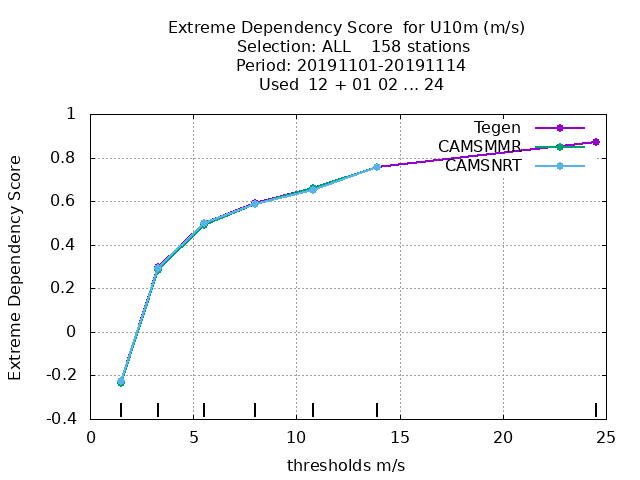 Extreme Dependency Score  for U10m (m/s)
Selection: ALL    158 stations
Period: 20191101-20191114
Used  12 + 01 02 ... 24
Extreme Dependency Score
1
0.8
0.6
0.4
0.2
0
-0.2
-0.4
Tegen
CAMSMMR
CAMSNRT
0 5 10 15 20 25
thresholds m/s